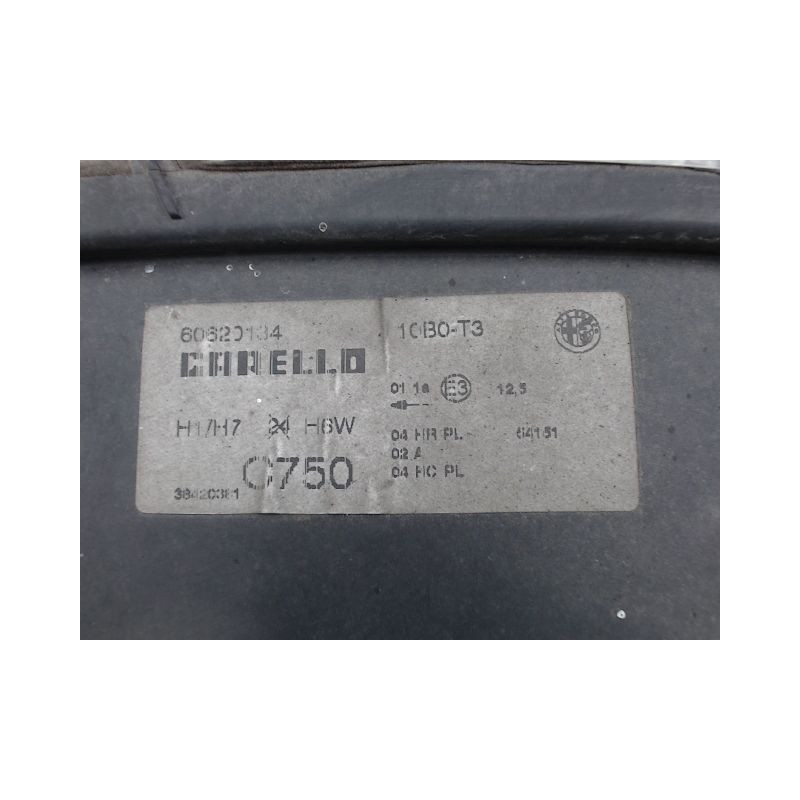 60620134
10B0-T3
CARELLO
01 1a E3 12,5
H1/H7 24 H6W
04 HR PL 64151
02 A
C750
04 HC PL